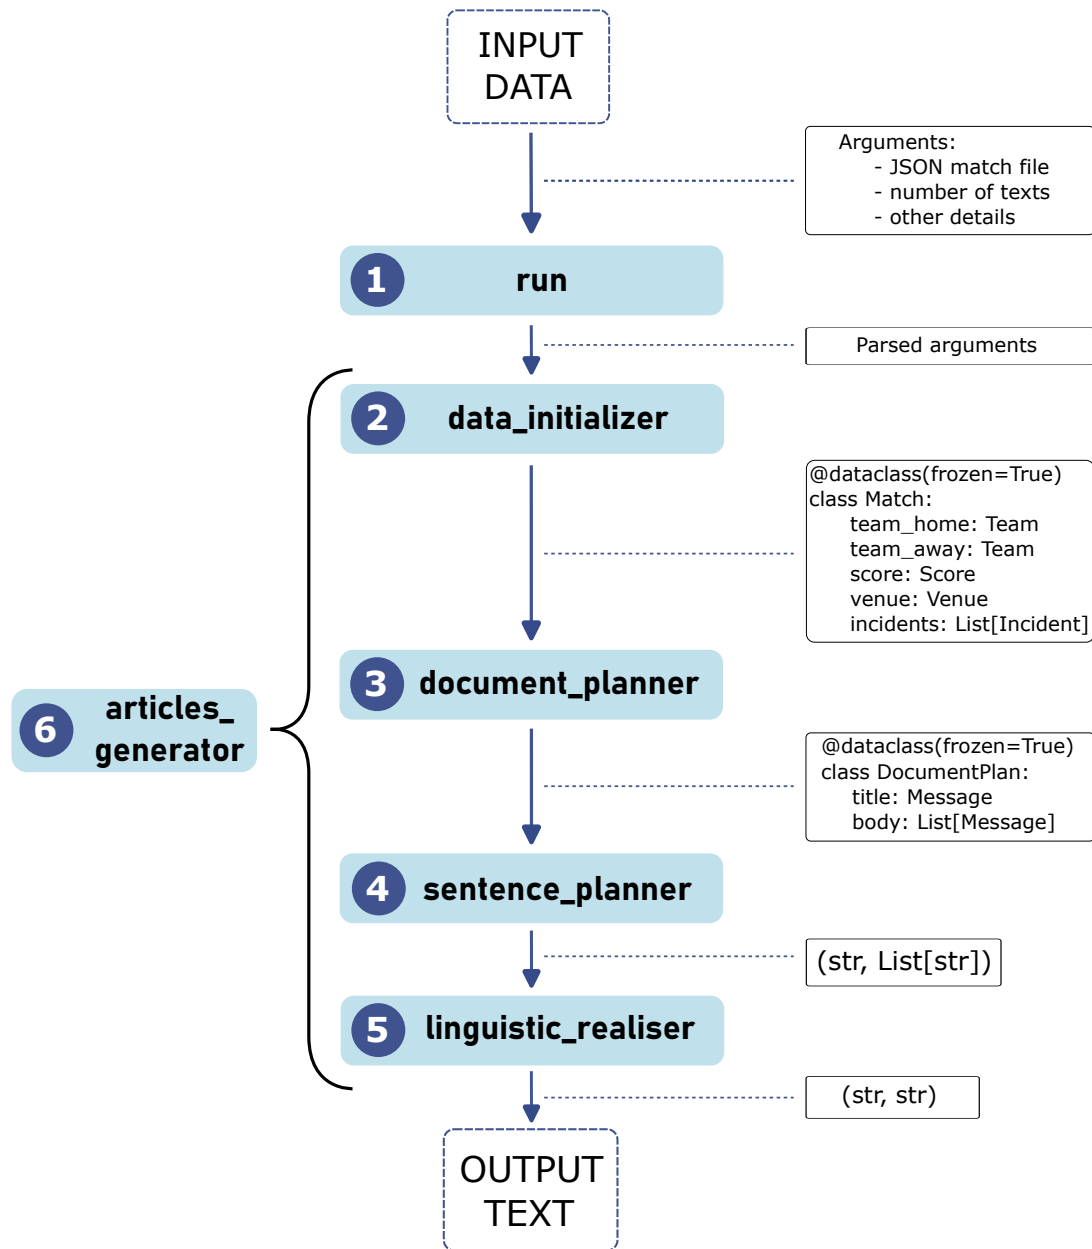 INPUT
DATA
Arguments:
- JSON match file
- number of texts
- other details
1 run
Parsed arguments
2 data_initializer
@dataclass(frozen=True)
class Match:
team_home: Team
team_away: Team
score: Score
venue: Venue
incidents: List[Incident]
3 document_planner
6 articles_
generator
@dataclass(frozen=True)
class DocumentPlan:
title: Message
body: List[Message]
4 sentence_planner
(str, List[str])
5 linguistic_realiser
(str, str)
OUTPUT
TEXT